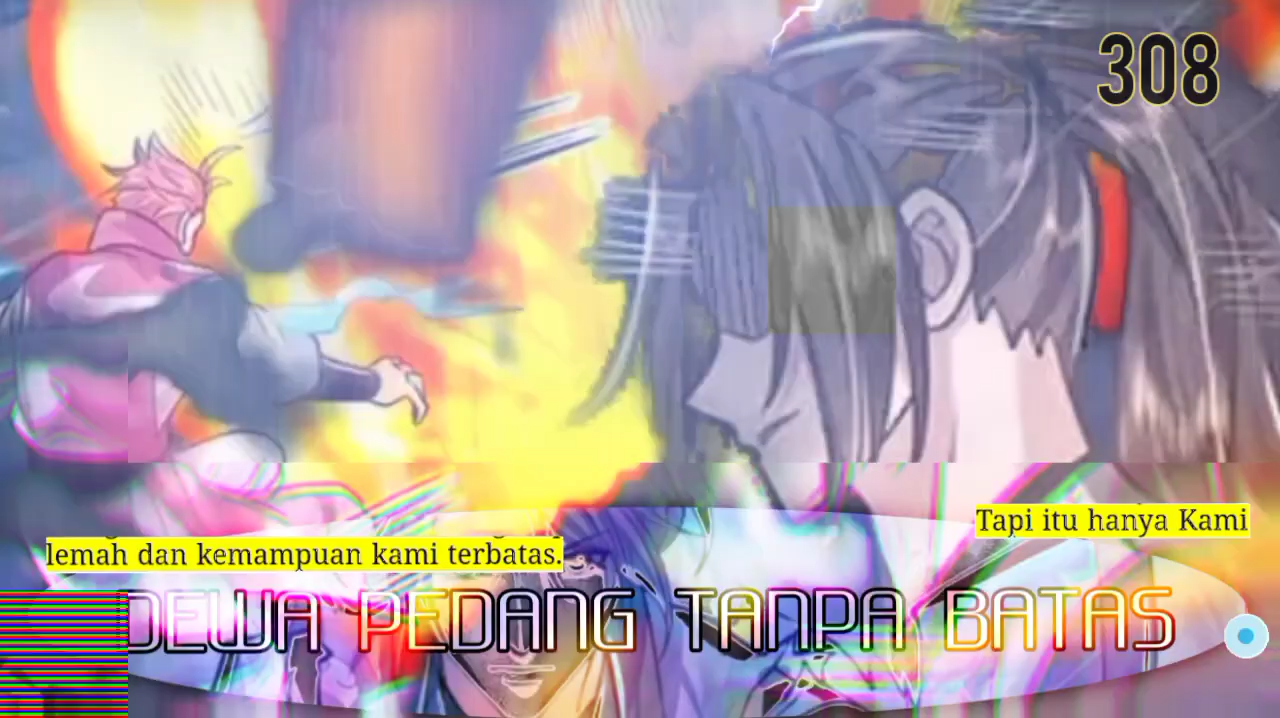 308
Tapi itu hanya Kami
lemah dan kemampuan kami terbatas.
DEWA PEDANG TANPA BATAS